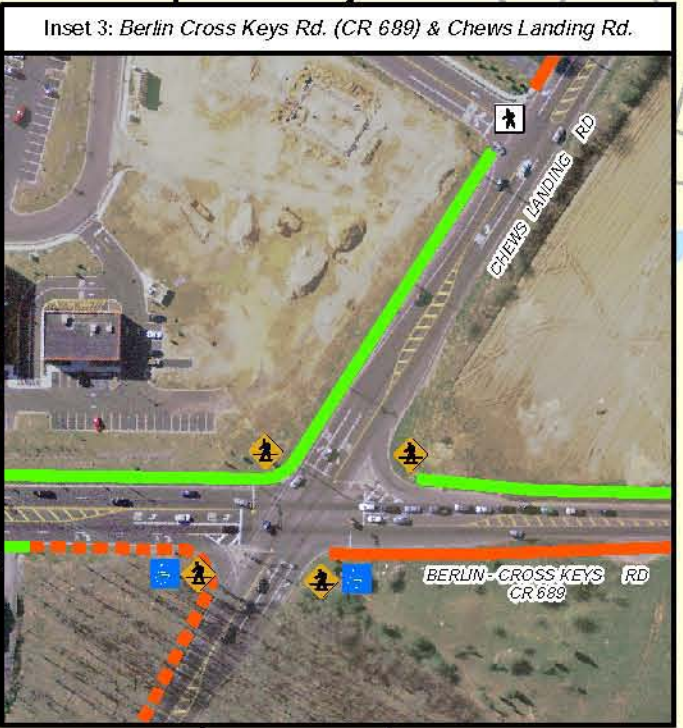 Inset 3: Berlin Cross Keys Rd. (CR 689) & Chews Landing Rd.
CHEWS LANDING RD
BERLIN - CROSS KEYS RD
CR 689